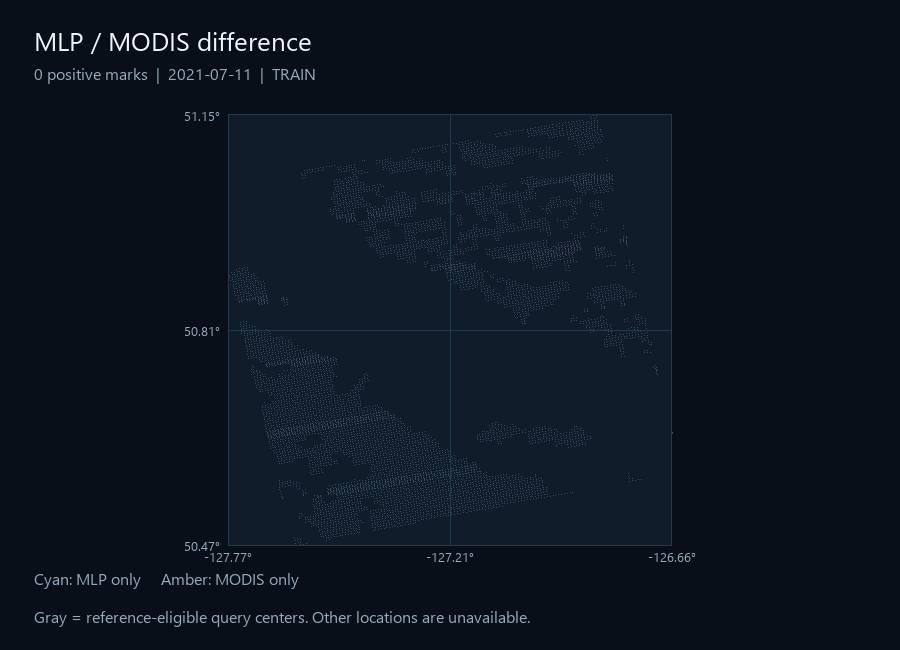 MLP / MODIS difference
0 positive marks | 2021-07-11 | TRAIN
51.15°
50.81°
50.47°
-127.77°
-127.21°
-126.66°
Cyan: MLP only
Amber: MODIS only
Gray = reference-eligible query centers. Other locations are unavailable.